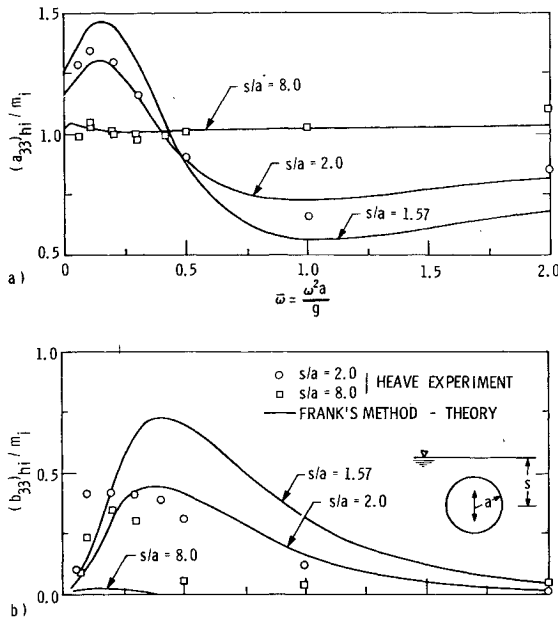 1.5
s/a = 8.0
(a33)hi / mi
1.0
s/a = 2.0
s/a = 1.57
0.5
0 0.5 1.0 1.5 2.0
a)
ω̄ = ω²a/g
1.0
○ s/a = 2.0
□ s/a = 8.0
HEAVE EXPERIMENT
— FRANK'S METHOD - THEORY
(b33)hi / mi
0.5
s/a = 1.57
s/a = 2.0
s
a
s/a = 8.0
0.0
b)